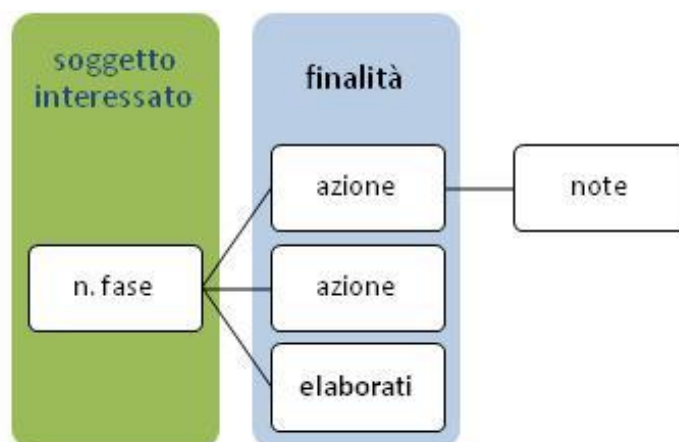 soggetto
interessato
finalità
azione
note
n. fase
azione
elaborati